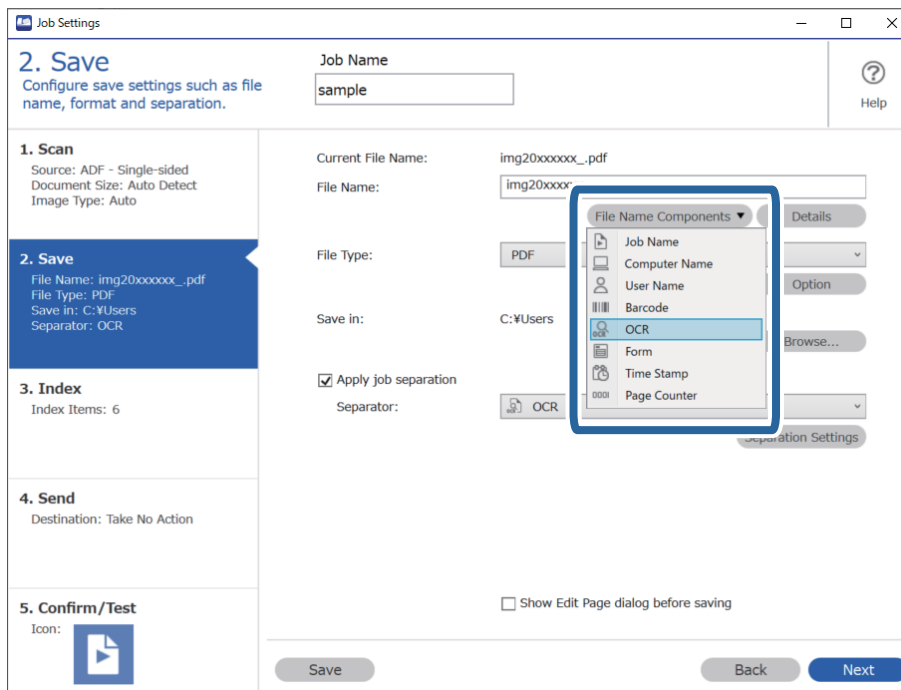 Job Settings
2. Save
Configure save settings such as file
name, format and separation.
Job Name
sample
Help
1. Scan
Source: ADF - Single-sided
Document Size: Auto Detect
Image Type: Auto
2. Save
File Name: img20xxxxxx_.pdf
File Type: PDF
Save in: C:¥Users
Separator: OCR
3. Index
Index Items: 6
4. Send
Destination: Take No Action
5. Confirm/Test
Icon:
Current File Name: img20xxxxxx_.pdf
File Name: img20xxxx
File Name Components ▼
Details
Job Name
Computer Name
User Name
Barcode
OCR
OCR
Form
Time Stamp
0001 Page Counter
File Type: PDF
Option
Save in: C:¥Users
Browse...
Apply job separation
Separator: OCR
Separation Settings
Show Edit Page dialog before saving
Save
Back
Next